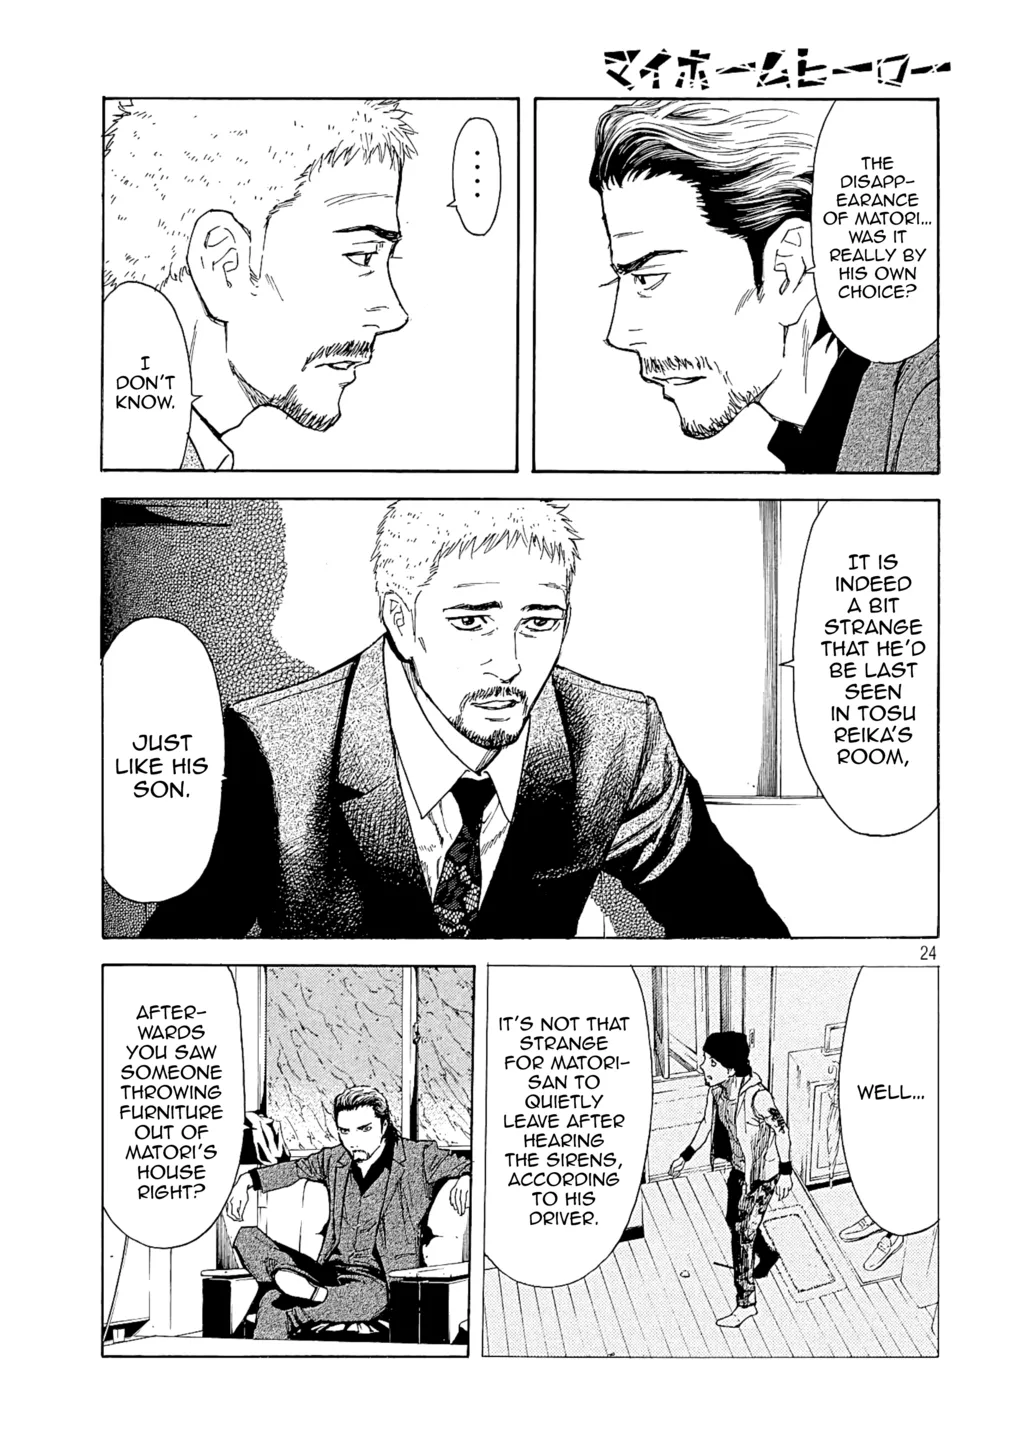 マイホームヒーロー
THE
DISAPP-
EARANCE
OF MATORI...
WAS IT
REALLY BY
HIS OWN
CHOICE?
....
I
DON'T
KNOW.
IT IS
INDEED
A BIT
STRANGE
THAT HE'D
BE LAST
SEEN
IN TOSU
REIKA'S
ROOM,
JUST
LIKE HIS
SON.
24
WELL...
IT'S NOT THAT
STRANGE
FOR MATORI-
SAN TO
QUIETLY
LEAVE AFTER
HEARING
THE SIRENS,
ACCORDING
TO HIS
DRIVER.
AFTER-
WARDS
YOU SAW
SOMEONE
THROWING
FURNITURE
OUT OF
MATORI'S
HOUSE
RIGHT?